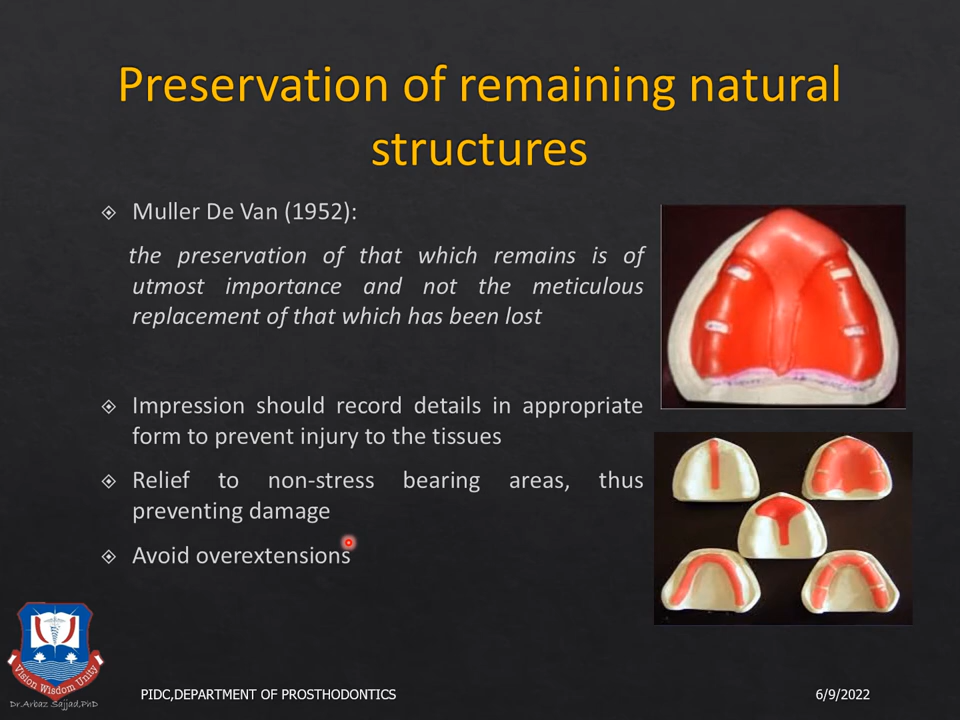 Preservation of remaining natural
structures
Muller De Van (1952):
the preservation of that which remains is of
utmost importance and not the meticulous
replacement of that which has been lost
Impression should record details in appropriate
form to prevent injury to the tissues
Relief to non-stress bearing areas, thus
preventing damage
Avoid overextensions
Vision Wisdom Unity
Dr.Arbaz Sajjad,PhD
PIDC,DEPARTMENT OF PROSTHODONTICS
6/9/2022